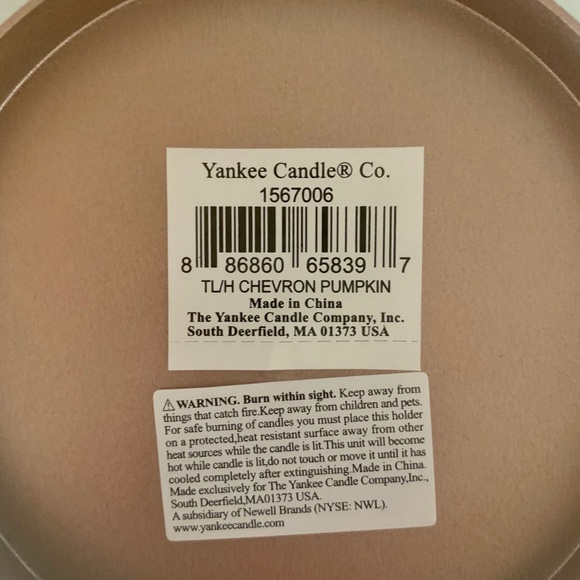 Yankee Candle® Co.
1567006
8 86860 65839 7
TL/H CHEVRON PUMPKIN
Made in China
The Yankee Candle Company, Inc.
South Deerfield, MA 01373 USA
⚠WARNING. Burn within sight. Keep away from
things that catch fire.Keep away from children and pets.
For safe burning of candles you must place this holder
on a protected,heat resistant surface away from other
heat sources while the candle is lit.This unit will become
hot while candle is lit,do not touch or move it until it has
cooled completely after extinguishing.Made in China.
Made exclusively for The Yankee Candle Company,Inc.,
South Deerfield,MA01373 USA.
A subsidiary of Newell Brands (NYSE: NWL).
www.yankeecandle.com